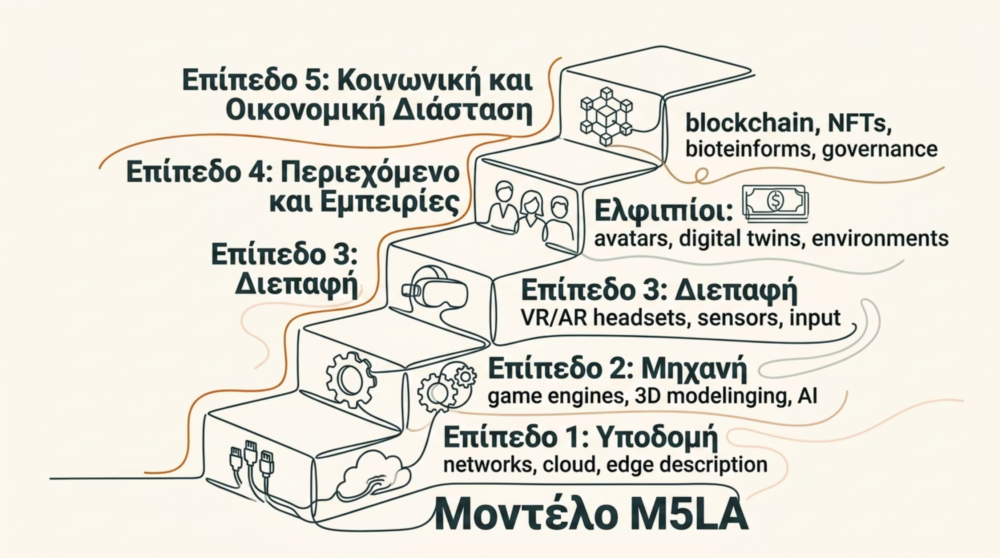 Επίπεδο 5: Κοινωνική και
Οικονομική Διάσταση
blockchain, NFTs,
bioteinforms, governance
Επίπεδο 4: Περιεχόμενο
και Εμπειρίες
avatars, digital twins, environments
Επίπεδο 3:
Διεπαφή
Επίπεδο 3: Διεπαφή
VR/AR headsets, sensors, input
Επίπεδο 2: Μηχανή
game engines, 3D modelinging, AI
Επίπεδο 1: Υποδομή
networks, cloud, edge description
Μοντέλο M5LA